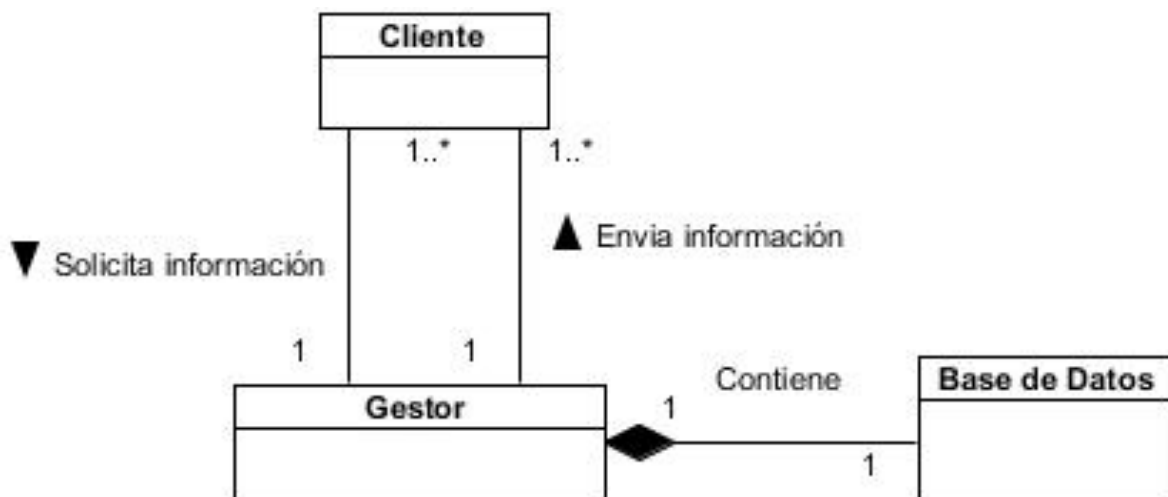 Cliente
1..*
1..*
Envia información
Solicita información
1
1
Contiene
Base de Datos
Gestor
1
1